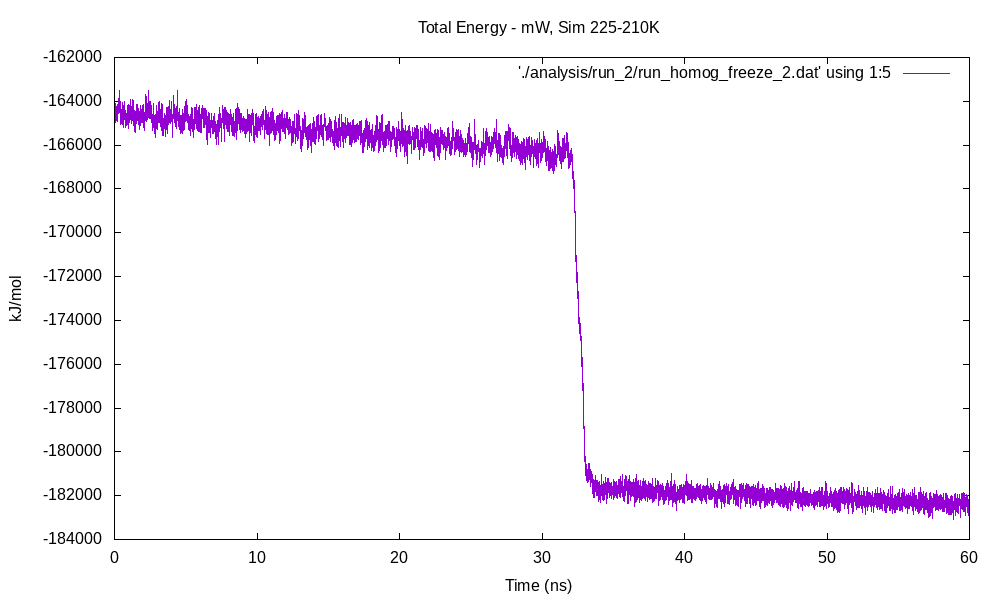 Total Energy - mW, Sim 225-210K
'./analysis/run_2/run_homog_freeze_2.dat' using 1:5
-162000
-164000
-166000
-168000
-170000
-172000
-174000
-176000
-178000
-180000
-182000
-184000
kJ/mol
0 10 20 30 40 50 60
Time (ns)